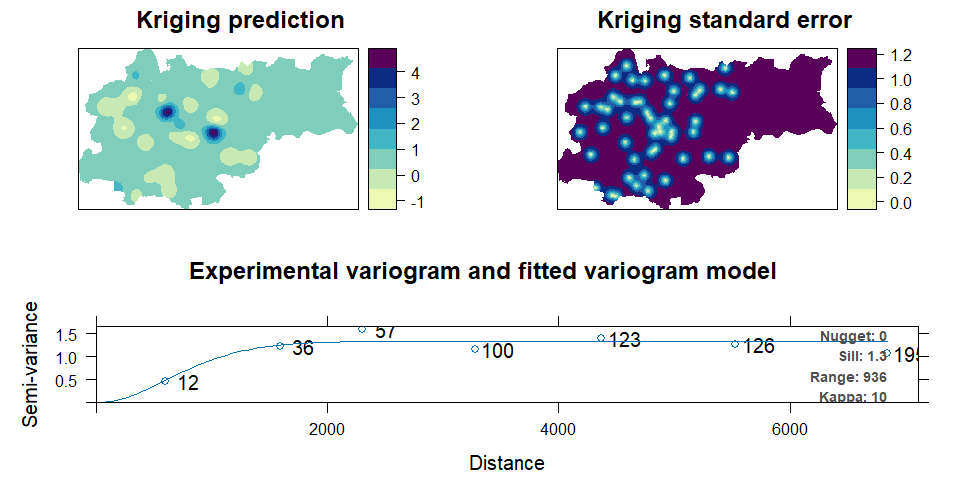 Kriging prediction
4
3
2
1
0
-1
Kriging standard error
1.2
1.0
0.8
0.6
0.4
0.2
0.0
Experimental variogram and fitted variogram model
Semi-variance
1.5
1.0
0.5
12
36
57
100
123
126
195
Nugget: 0
Sill: 1.3
Range: 936
Kappa: 10
2000
4000
6000
Distance